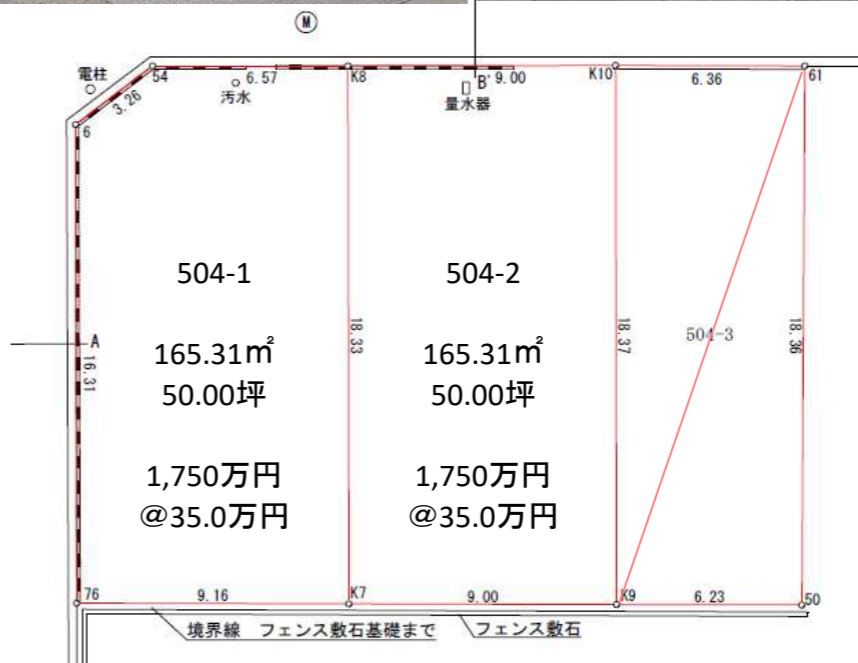 M
電柱
54
6.57
K8
B'
9.00
K10
6.36
61
汚水
量水器
3.26
6
504-1
504-2
504-3
A
16.31
18.33
18.37
18.36
165.31㎡
50.00坪
165.31㎡
50.00坪
1,750万円
@35.0万円
1,750万円
@35.0万円
76
9.16
K7
9.00
K9
6.23
50
境界線 フェンス敷石基礎まで
フェンス敷石